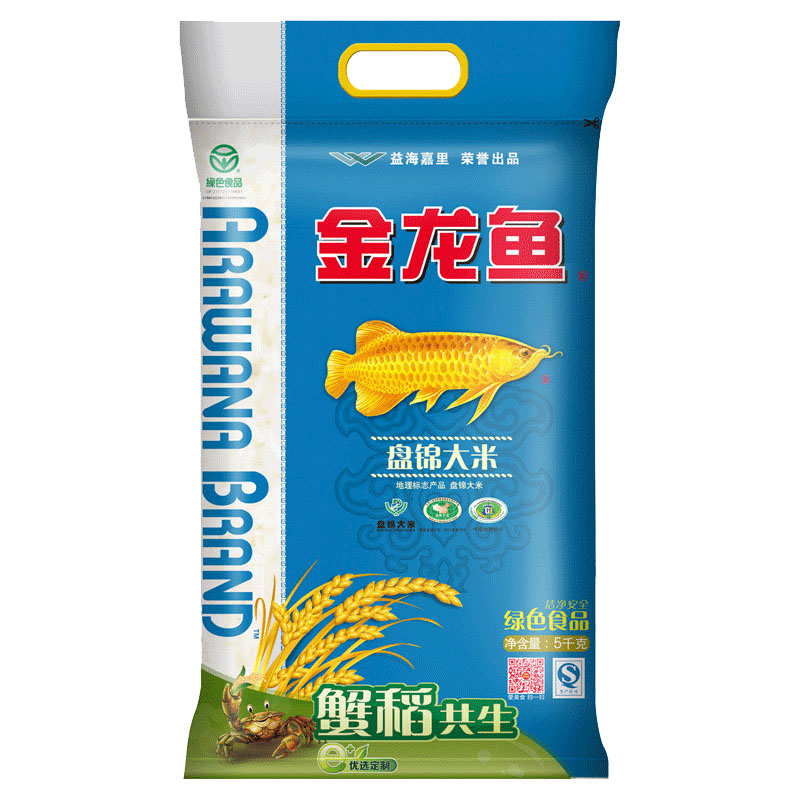 益海嘉里 荣誉出品
绿色食品
ARAWANA BRAND™
金龙鱼
盘锦大米
地理标志产品 盘锦大米
盘锦大米
洁净安全
绿色食品
净含量：5千克
蟹稻共生
e+
优选定制